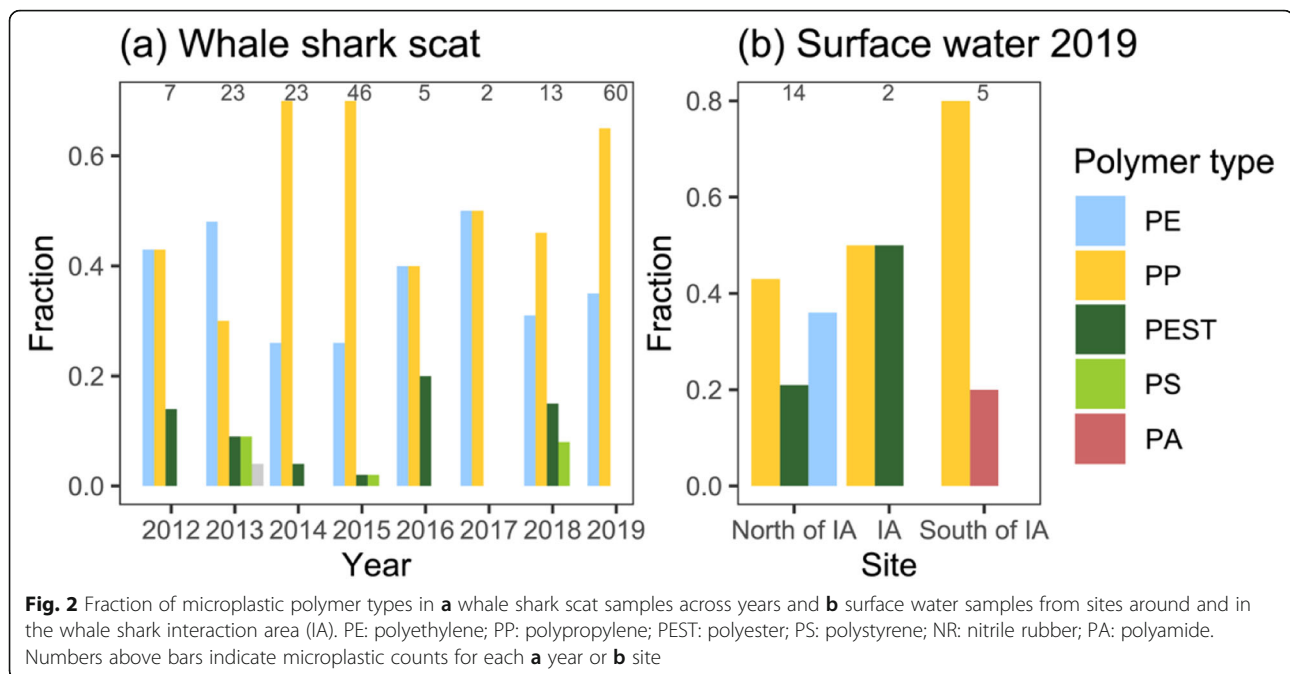 (a) Whale shark scat
7 23 23 46 5 2 13 60
0.6
0.4
0.2
0.0
Fraction
2012 2013 2014 2015 2016 2017 2018 2019
Year
(b) Surface water 2019
14 2 5
0.8
0.6
0.4
0.2
0.0
Fraction
North of IA IA South of IA
Site
Polymer type
PE
PP
PEST
PS
PA
Fig. 2 Fraction of microplastic polymer types in a whale shark scat samples across years and b surface water samples from sites around and in
the whale shark interaction area (IA). PE: polyethylene; PP: polypropylene; PEST: polyester; PS: polystyrene; NR: nitrile rubber; PA: polyamide.
Numbers above bars indicate microplastic counts for each a year or b site